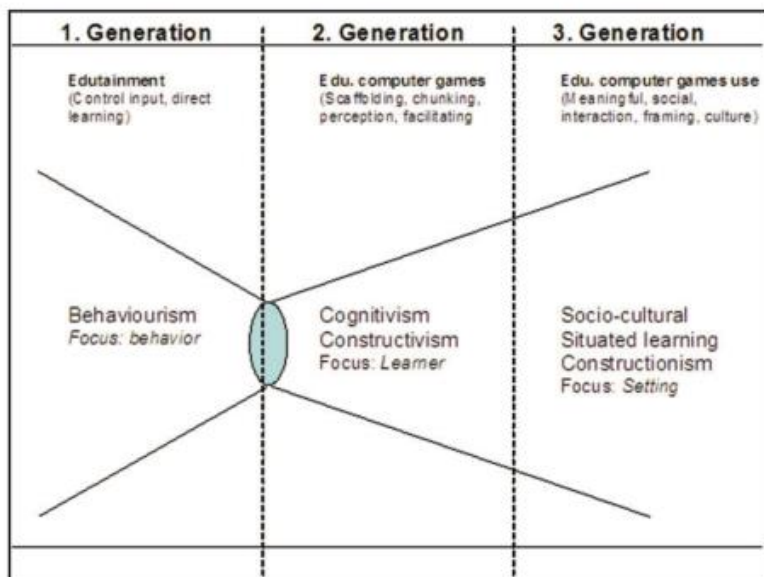 1. Generation
2. Generation
3. Generation
Edutainment
(Control input, direct
learning)
Edu. computer games
(Scaffolding, chunking,
perception, facilitating
Edu. computer games use
(Meaningful, social,
interaction, framing, culture)
Behaviourism
Focus: behavior
Cognitivism
Constructivism
Focus: Learner
Socio-cultural
Situated learning
Constructionism
Focus: Setting